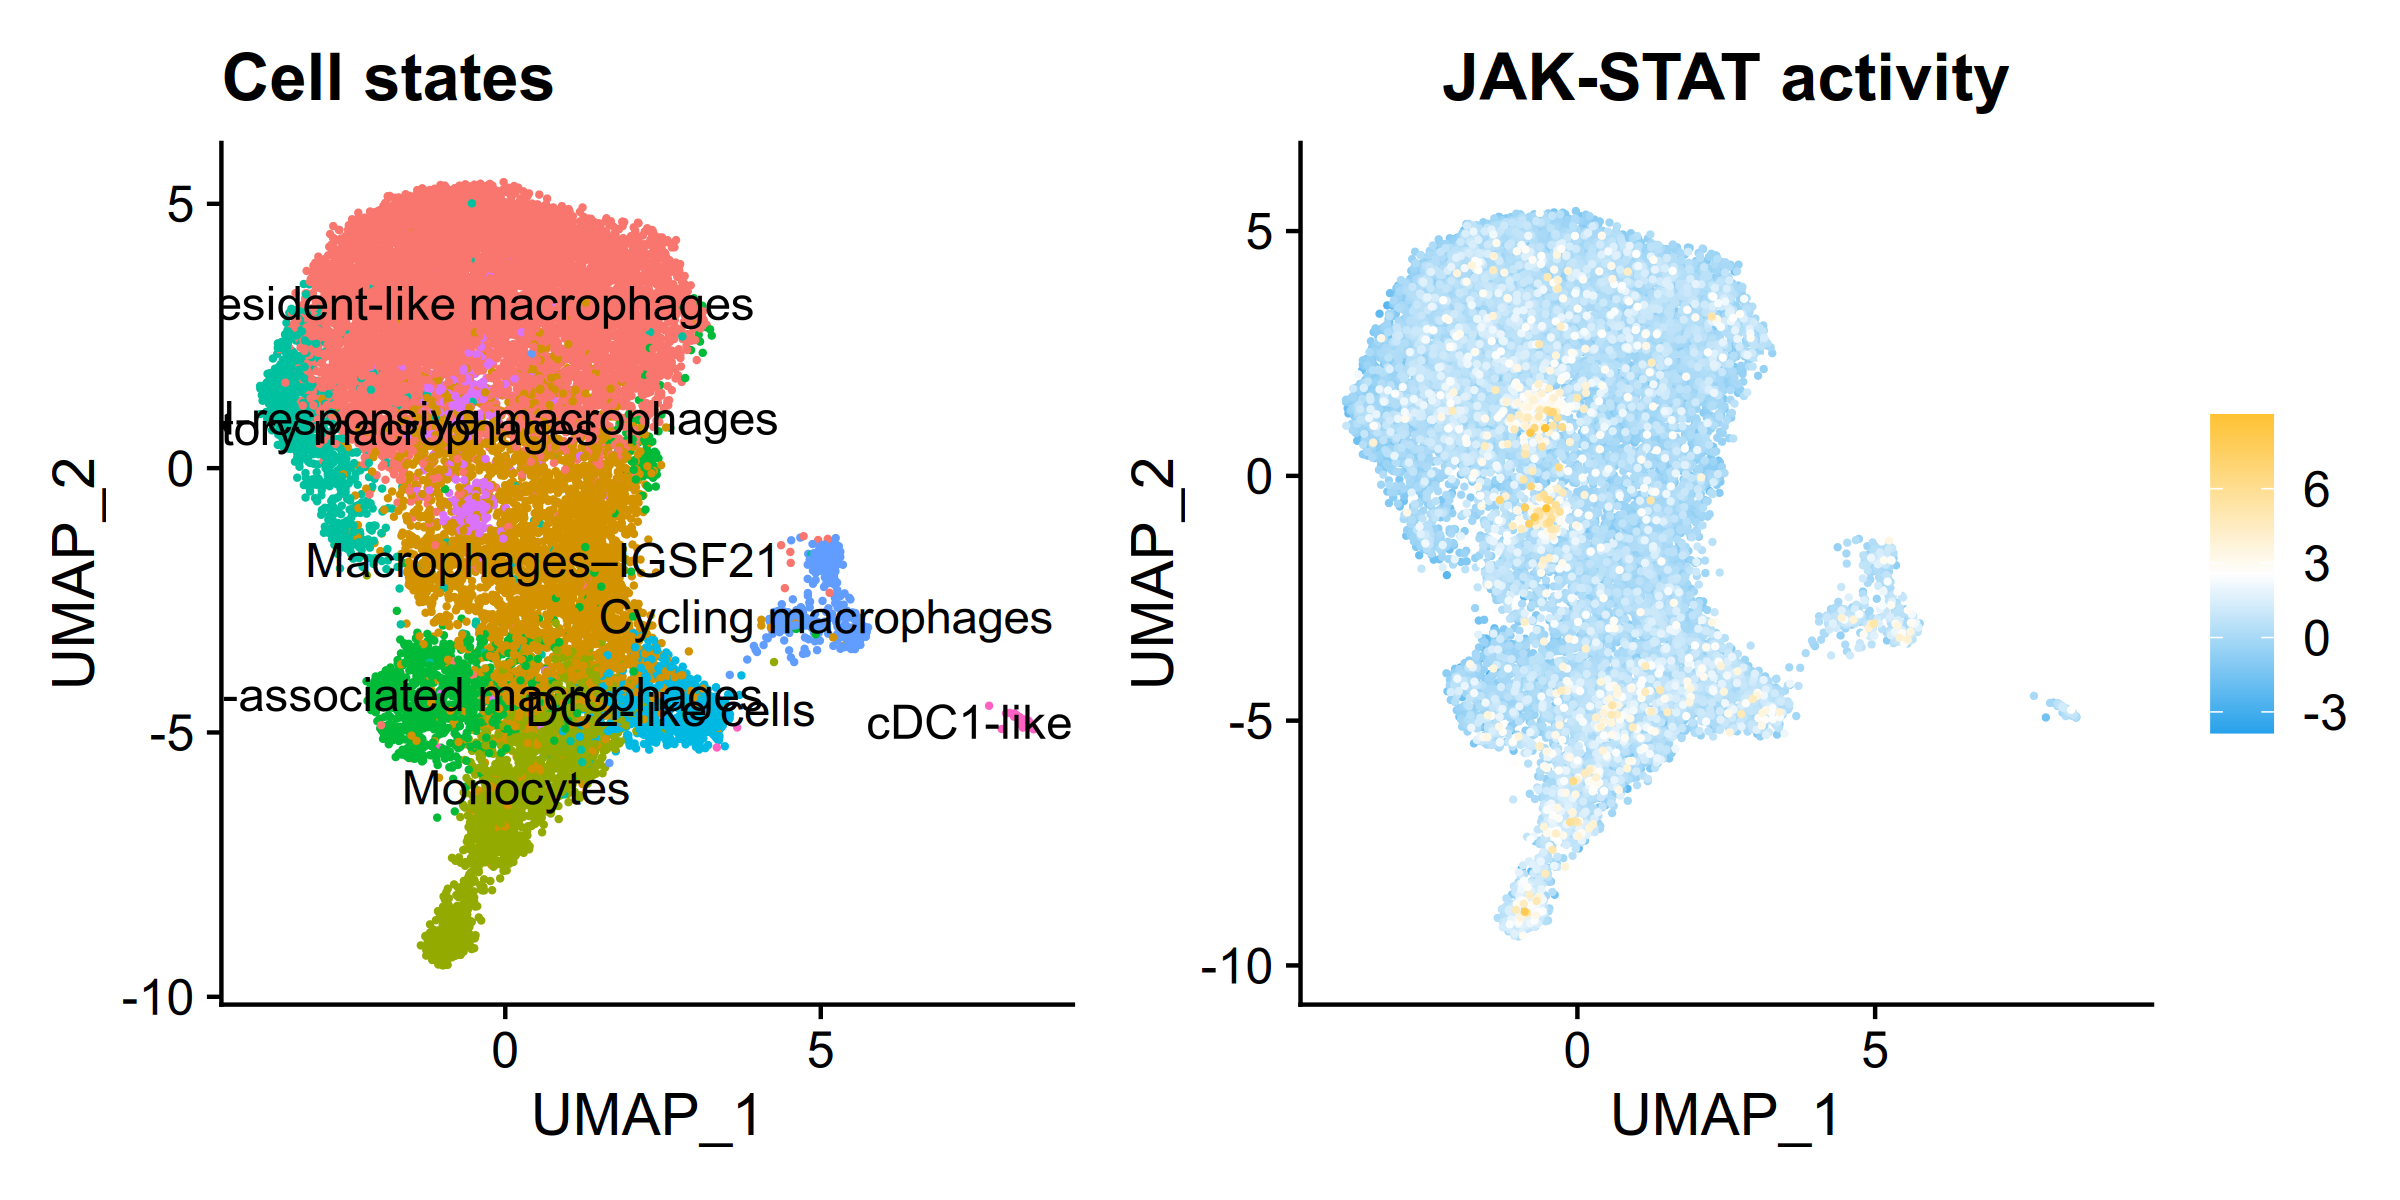 Cell states
JAK-STAT activity
5
0
-5
-10
UMAP_2
esident-like macrophages
-responsive macrophages
tory macrophages
Macrophages–IGSF21
Cycling macrophages
-associated macrophages
DC2-like cells
cDC1-like
Monocytes
0
5
UMAP_1
5
0
-5
-10
UMAP_2
0
5
UMAP_1
6
3
0
-3